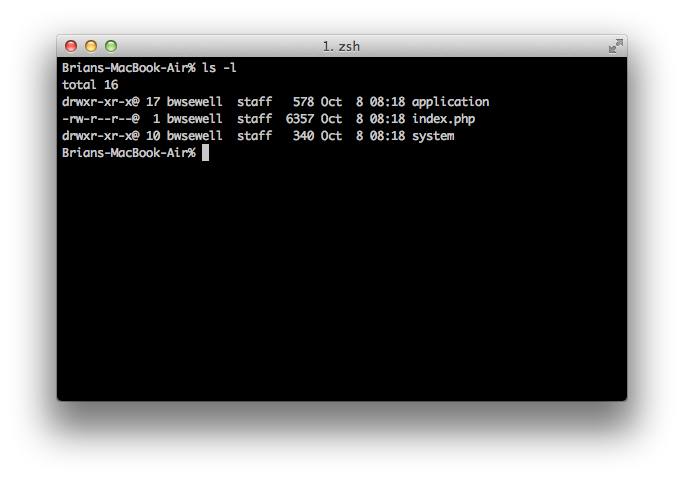 1. zsh
Brians-MacBook-Air% ls -l
total 16
drwxr-xr-x@ 17 bwsewell  staff   578 Oct  8 08:18 application
-rw-r--r--@  1 bwsewell  staff  6357 Oct  8 08:18 index.php
drwxr-xr-x@ 10 bwsewell  staff   340 Oct  8 08:18 system
Brians-MacBook-Air%